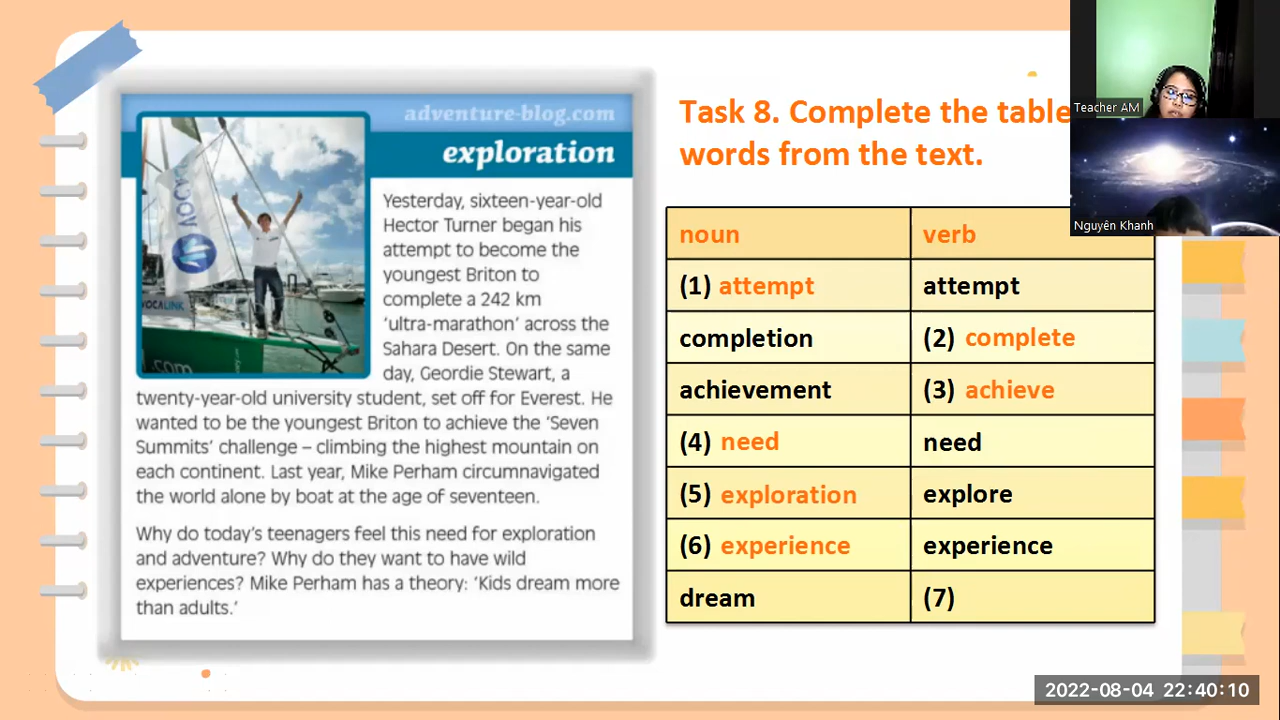 adventure-blog.com
exploration
Yesterday, sixteen-year-old
Hector Turner began his
attempt to become the
youngest Briton to
complete a 242 km
‘ultra-marathon’ across the
Sahara Desert. On the same
day, Geordie Stewart, a
twenty-year-old university student, set off for Everest. He
wanted to be the youngest Briton to achieve the ‘Seven
Summits’ challenge – climbing the highest mountain on
each continent. Last year, Mike Perham circumnavigated
the world alone by boat at the age of seventeen.
Why do today’s teenagers feel this need for exploration
and adventure? Why do they want to have wild
experiences? Mike Perham has a theory: ‘Kids dream more
than adults.’
VOCALINK
.com
Task 8. Complete the table
words from the text.
noun verb
(1) attempt attempt
completion (2) complete
achievement (3) achieve
(4) need need
(5) exploration explore
(6) experience experience
dream (7)
Teacher AM
Nguyên Khanh
2022-08-04 22:40:10